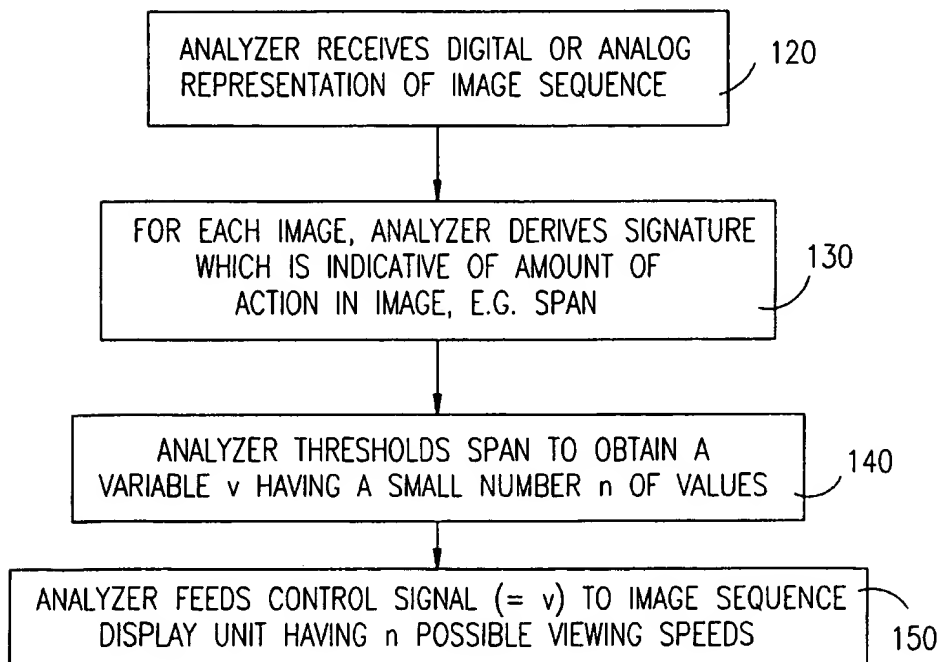 ANALYZER RECEIVES DIGITAL OR ANALOG
REPRESENTATION OF IMAGE SEQUENCE
120
FOR EACH IMAGE, ANALYZER DERIVES SIGNATURE
WHICH IS INDICATIVE OF AMOUNT OF
ACTION IN IMAGE, E.G. SPAN
130
ANALYZER THRESHOLDS SPAN TO OBTAIN A
VARIABLE v HAVING A SMALL NUMBER n OF VALUES
140
ANALYZER FEEDS CONTROL SIGNAL (= v) TO IMAGE SEQUENCE
DISPLAY UNIT HAVING n POSSIBLE VIEWING SPEEDS
150